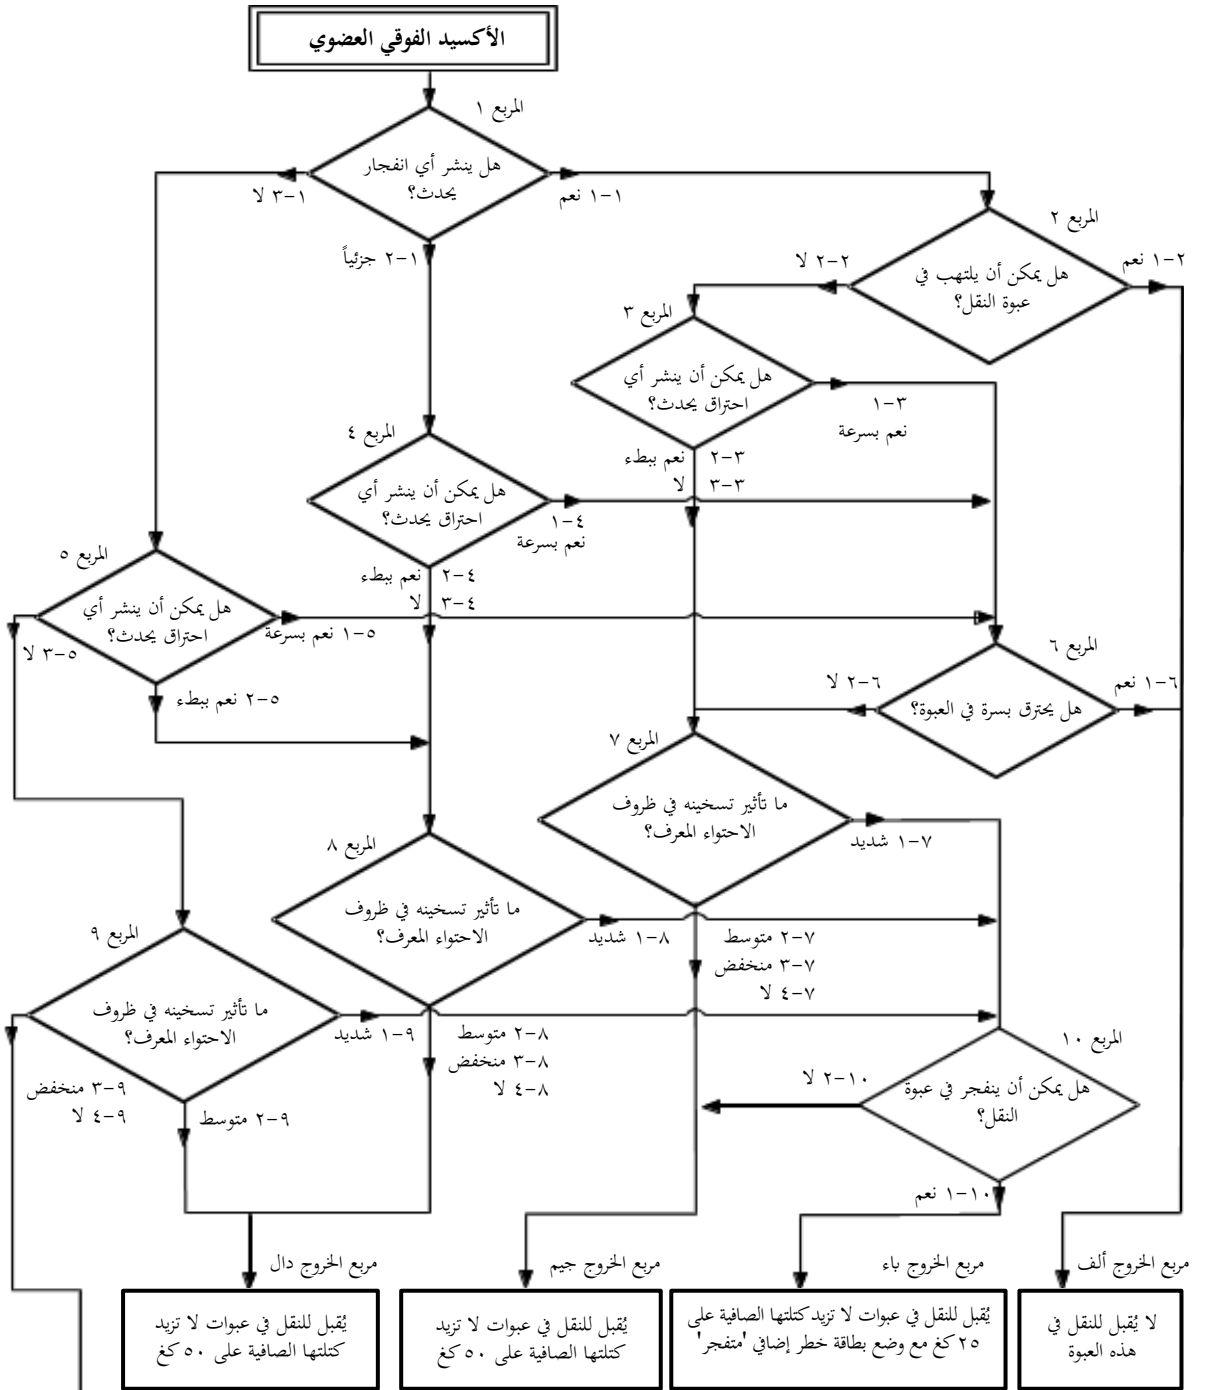 الأكسيد الفوقي العضوي
المربع ١
هل ينشر أي انفجار
يحدث؟
١-١ نعم
٣-١ لا
٢-١ جزئياً
المربع ٢
هل يمكن أن يلتهب في
عبوة النقل؟
١-٢ نعم
٢-٢ لا
المربع ٣
هل يمكن أن ينشر أي
احتراق يحدث؟
١-٣
نعم بسرعة
٢-٣ نعم ببطء
٣-٣ لا
المربع ٤
هل يمكن أن ينشر أي
احتراق يحدث؟
١-٤
نعم بسرعة
٢-٤ نعم ببطء
٣-٤ لا
المربع ٥
هل يمكن أن ينشر أي
احتراق يحدث؟
١-٥ نعم بسرعة
٣-٥ لا
٢-٥ نعم ببطء
المربع ٦
هل يحترق بسرة في العبوة؟
١-٦ نعم
٢-٦ لا
المربع ٧
ما تأثير تسخينه في ظروف
الاحتواء المعرف؟
١-٧ شديد
٢-٧ متوسط
٣-٧ منخفض
٤-٧ لا
المربع ٨
ما تأثير تسخينه في ظروف
الاحتواء المعرف؟
١-٨ شديد
٢-٨ متوسط
٣-٨ منخفض
٤-٨ لا
المربع ٩
ما تأثير تسخينه في ظروف
الاحتواء المعرف؟
١-٩ شديد
٣-٩ منخفض
٤-٩ لا
٢-٩ متوسط
المربع ١٠
هل يمكن أن ينفجر في عبوة
النقل؟
٢-١٠ لا
١-١٠ نعم
مربع الخروج ألف
لا يُقبل للنقل في
هذه العبوة
مربع الخروج باء
يُقبل للنقل في عبوات لا تزيد كتلتها الصافية على
٢٥ كغ مع وضع بطاقة خطر إضافي 'متفجر'
مربع الخروج جيم
يُقبل للنقل في عبوات لا تزيد
كتلتها الصافية على ٥٠ كغ
مربع الخروج دال
يُقبل للنقل في عبوات لا تزيد
كتلتها الصافية على ٥٠ كغ